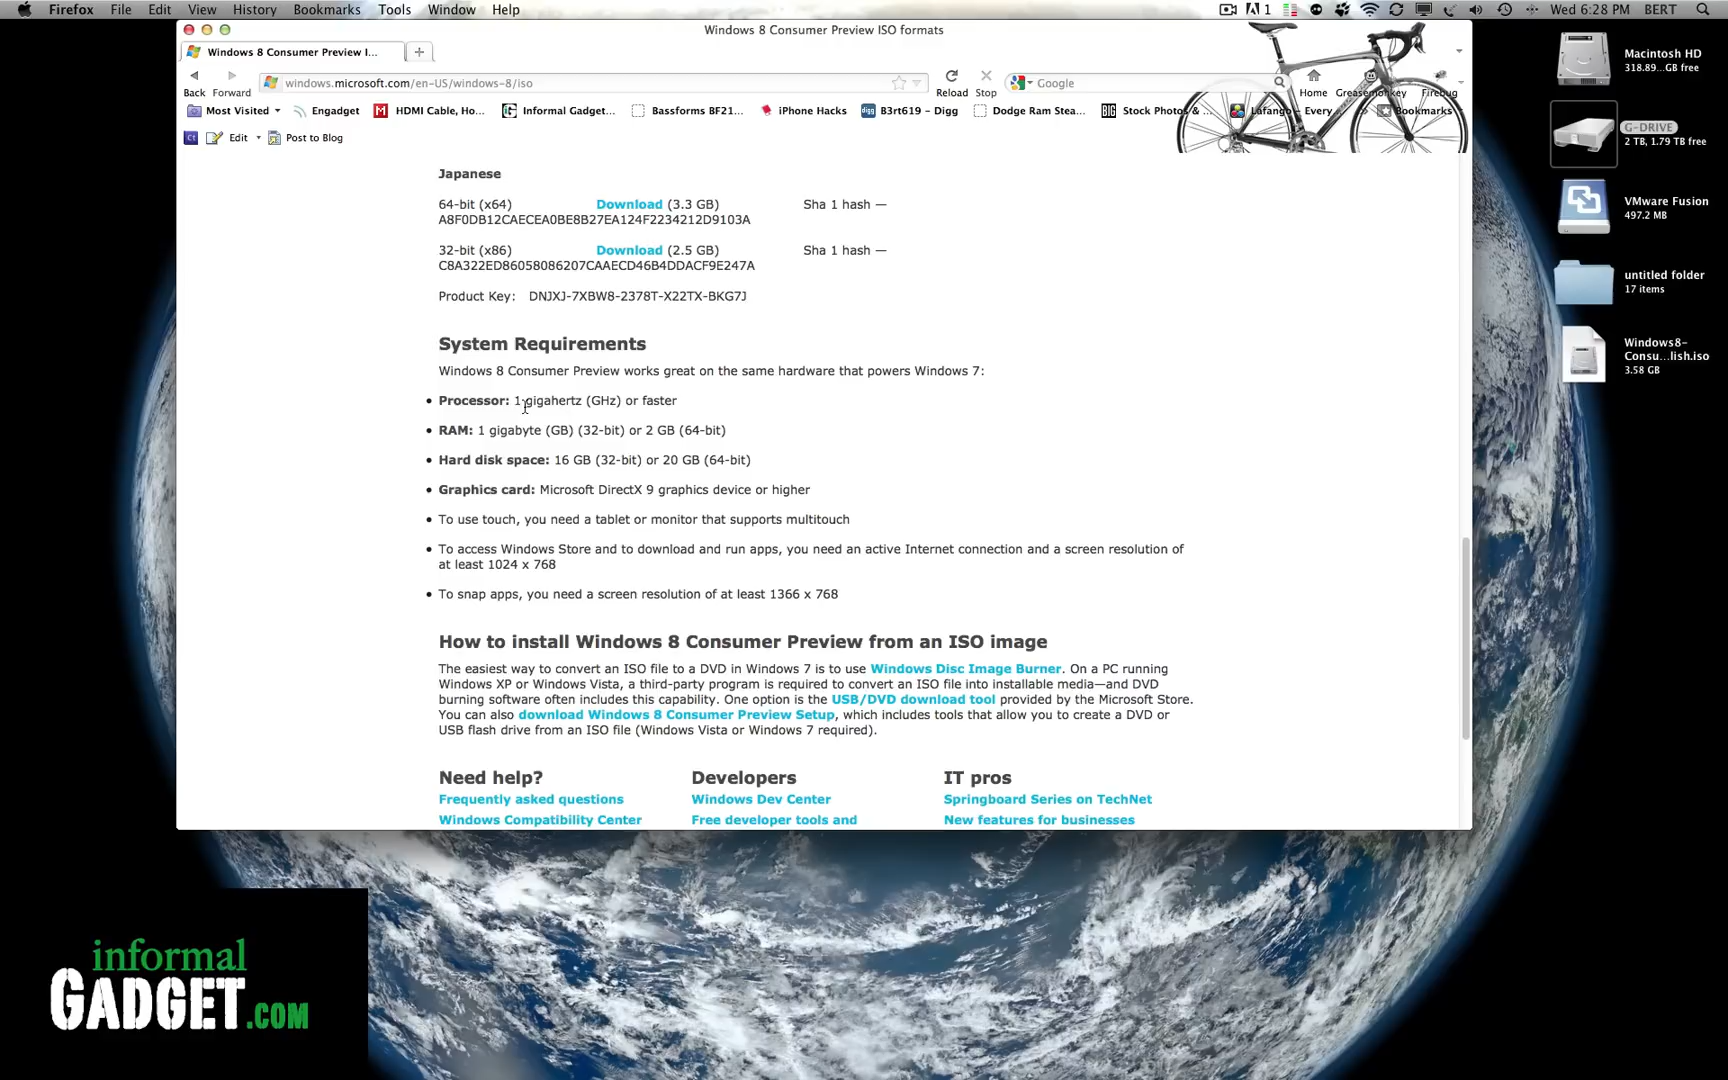 Firefox File Edit View History Bookmarks Tools Window Help
1 Wed 6:28 PM BERT
Windows 8 Consumer Preview ISO formats
Windows 8 Consumer Preview I...
Back Forward
windows.microsoft.com/en-US/windows-8/iso
Reload Stop
Google
Home Greasemonkey Firebug
Most Visited Engadget HDMI Cable, Ho... Informal Gadget... Bassforms BF21... iPhone Hacks B3rt619 – Digg Dodge Ram Stea... Stock Photos & ... Lafango – Every... Bookmarks
Edit Post to Blog
Japanese
64-bit (x64) Download (3.3 GB) Sha 1 hash —
A8F0DB12CAECEA0BE8B27EA124F2234212D9103A
32-bit (x86) Download (2.5 GB) Sha 1 hash —
C8A322ED86058086207CAAECD46B4DDACF9E247A
Product Key: DNJXJ-7XBW8-2378T-X22TX-BKG7J
System Requirements
Windows 8 Consumer Preview works great on the same hardware that powers Windows 7:
• Processor: 1 gigahertz (GHz) or faster
• RAM: 1 gigabyte (GB) (32-bit) or 2 GB (64-bit)
• Hard disk space: 16 GB (32-bit) or 20 GB (64-bit)
• Graphics card: Microsoft DirectX 9 graphics device or higher
• To use touch, you need a tablet or monitor that supports multitouch
• To access Windows Store and to download and run apps, you need an active Internet connection and a screen resolution of
at least 1024 x 768
• To snap apps, you need a screen resolution of at least 1366 x 768
How to install Windows 8 Consumer Preview from an ISO image
The easiest way to convert an ISO file to a DVD in Windows 7 is to use Windows Disc Image Burner. On a PC running
Windows XP or Windows Vista, a third-party program is required to convert an ISO file into installable media—and DVD
burning software often includes this capability. One option is the USB/DVD download tool provided by the Microsoft Store.
You can also download Windows 8 Consumer Preview Setup, which includes tools that allow you to create a DVD or
USB flash drive from an ISO file (Windows Vista or Windows 7 required).
Need help? Developers IT pros
Frequently asked questions Windows Dev Center Springboard Series on TechNet
Windows Compatibility Center Free developer tools and New features for businesses
Macintosh HD
318.89...GB free
G-DRIVE
2 TB, 1.79 TB free
VMware Fusion
497.2 MB
untitled folder
17 items
Windows8-
Consu...lish.iso
3.58 GB
informal
GADGET.COM